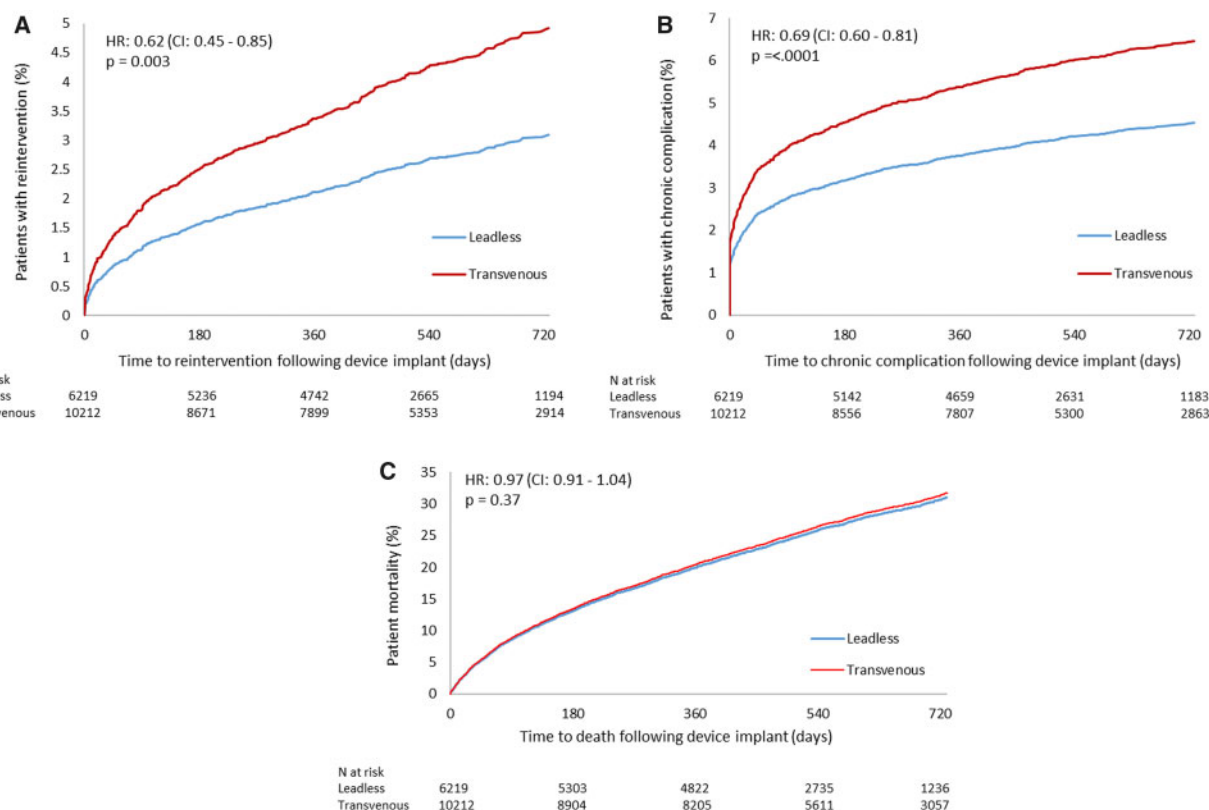 A
HR: 0.62 (CI: 0.45 - 0.85)
p = 0.003
Patients with reintervention (%)
5
4.5
4
3.5
3
2.5
2
1.5
1
0.5
0
Leadless
Transvenous
0 180 360 540 720
Time to reintervention following device implant (days)
6219 5236 4742 2665 1194
10212 8671 7899 5353 2914
B
HR: 0.69 (CI: 0.60 - 0.81)
p =<.0001
Patients with chronic complication (%)
7
6
5
4
3
2
1
0
Leadless
Transvenous
0 180 360 540 720
Time to chronic complication following device implant (days)
N at risk
Leadless 6219 5142 4659 2631 1183
Transvenous 10212 8556 7807 5300 2863
C
HR: 0.97 (CI: 0.91 - 1.04)
p = 0.37
Patient mortality (%)
35
30
25
20
15
10
5
0
Leadless
Transvenous
0 180 360 540 720
Time to death following device implant (days)
N at risk
Leadless 6219 5303 4822 2735 1236
Transvenous 10212 8904 8205 5611 3057